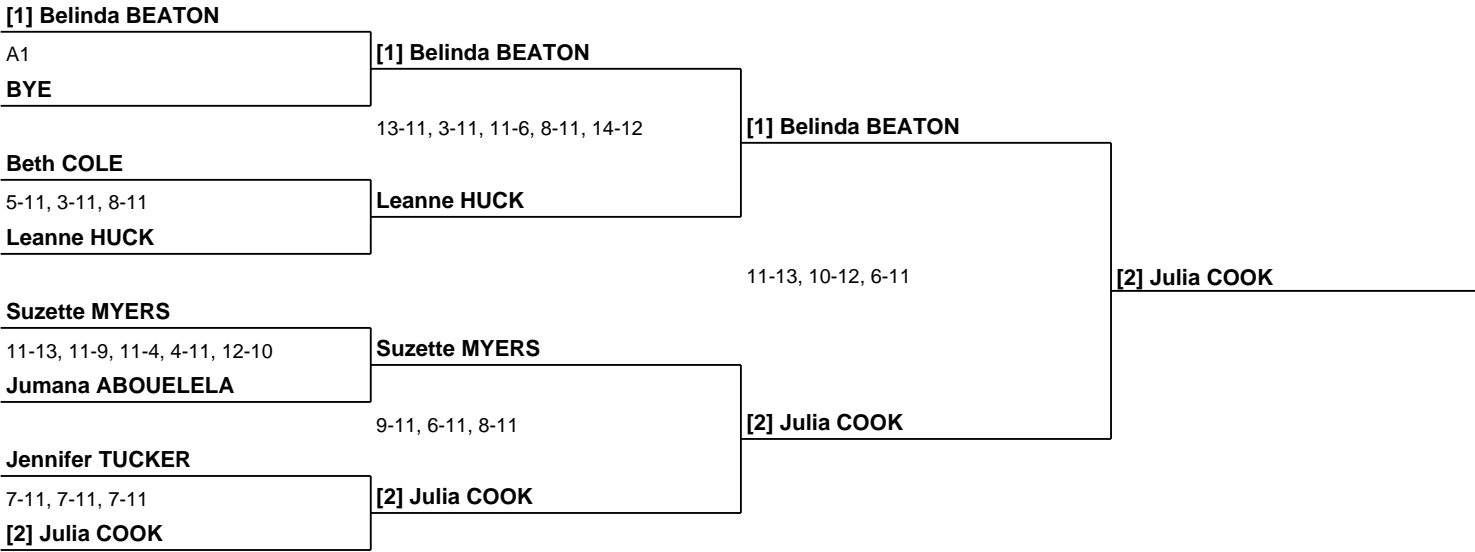 [1] Belinda BEATON
A1
BYE
Beth COLE
5-11, 3-11, 8-11
Leanne HUCK
Suzette MYERS
11-13, 11-9, 11-4, 4-11, 12-10
Jumana ABOUELELA
Jennifer TUCKER
7-11, 7-11, 7-11
[2] Julia COOK
[1] Belinda BEATON
13-11, 3-11, 11-6, 8-11, 14-12
Leanne HUCK
Suzette MYERS
9-11, 6-11, 8-11
[2] Julia COOK
[1] Belinda BEATON
11-13, 10-12, 6-11
[2] Julia COOK
[2] Julia COOK